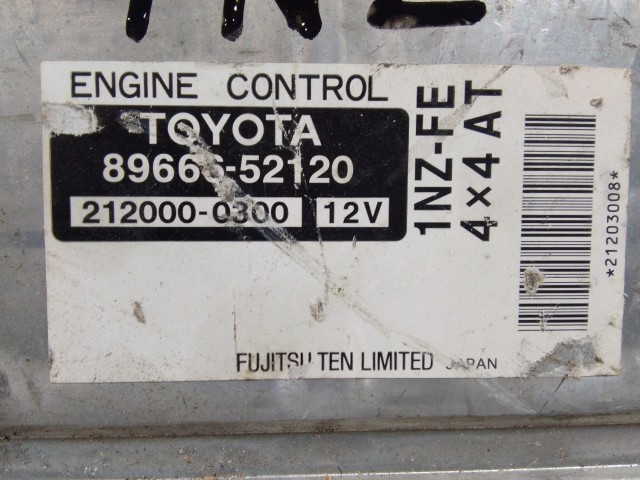 ENGINE CONTROL
TOYOTA
89666-52120
212000-0300 12V
1NZ-FE
4×4 AT
*21203008*
FUJITSU TEN LIMITED JAPAN